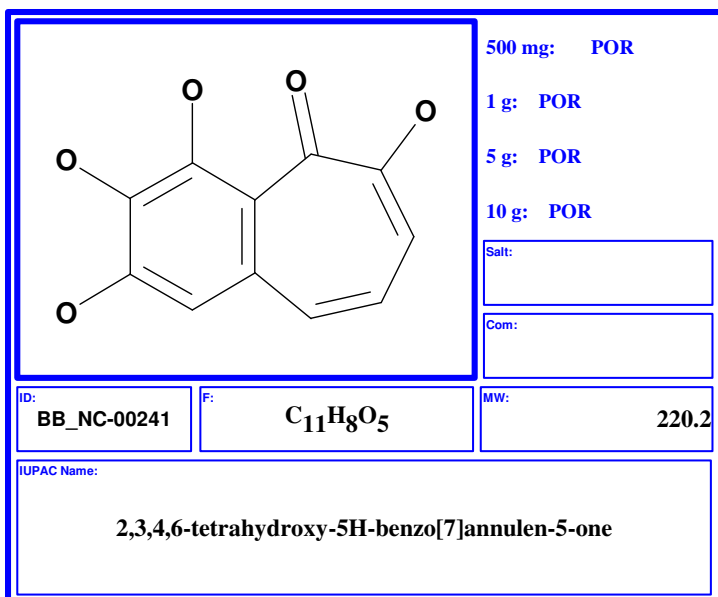 O
O
O
O
O
500 mg: POR
1 g: POR
5 g: POR
10 g: POR
Salt:
Com:
ID:
BB_NC-00241
F:
C11H8O5
MW:
220.2
IUPAC Name:
2,3,4,6-tetrahydroxy-5H-benzo[7]annulen-5-one